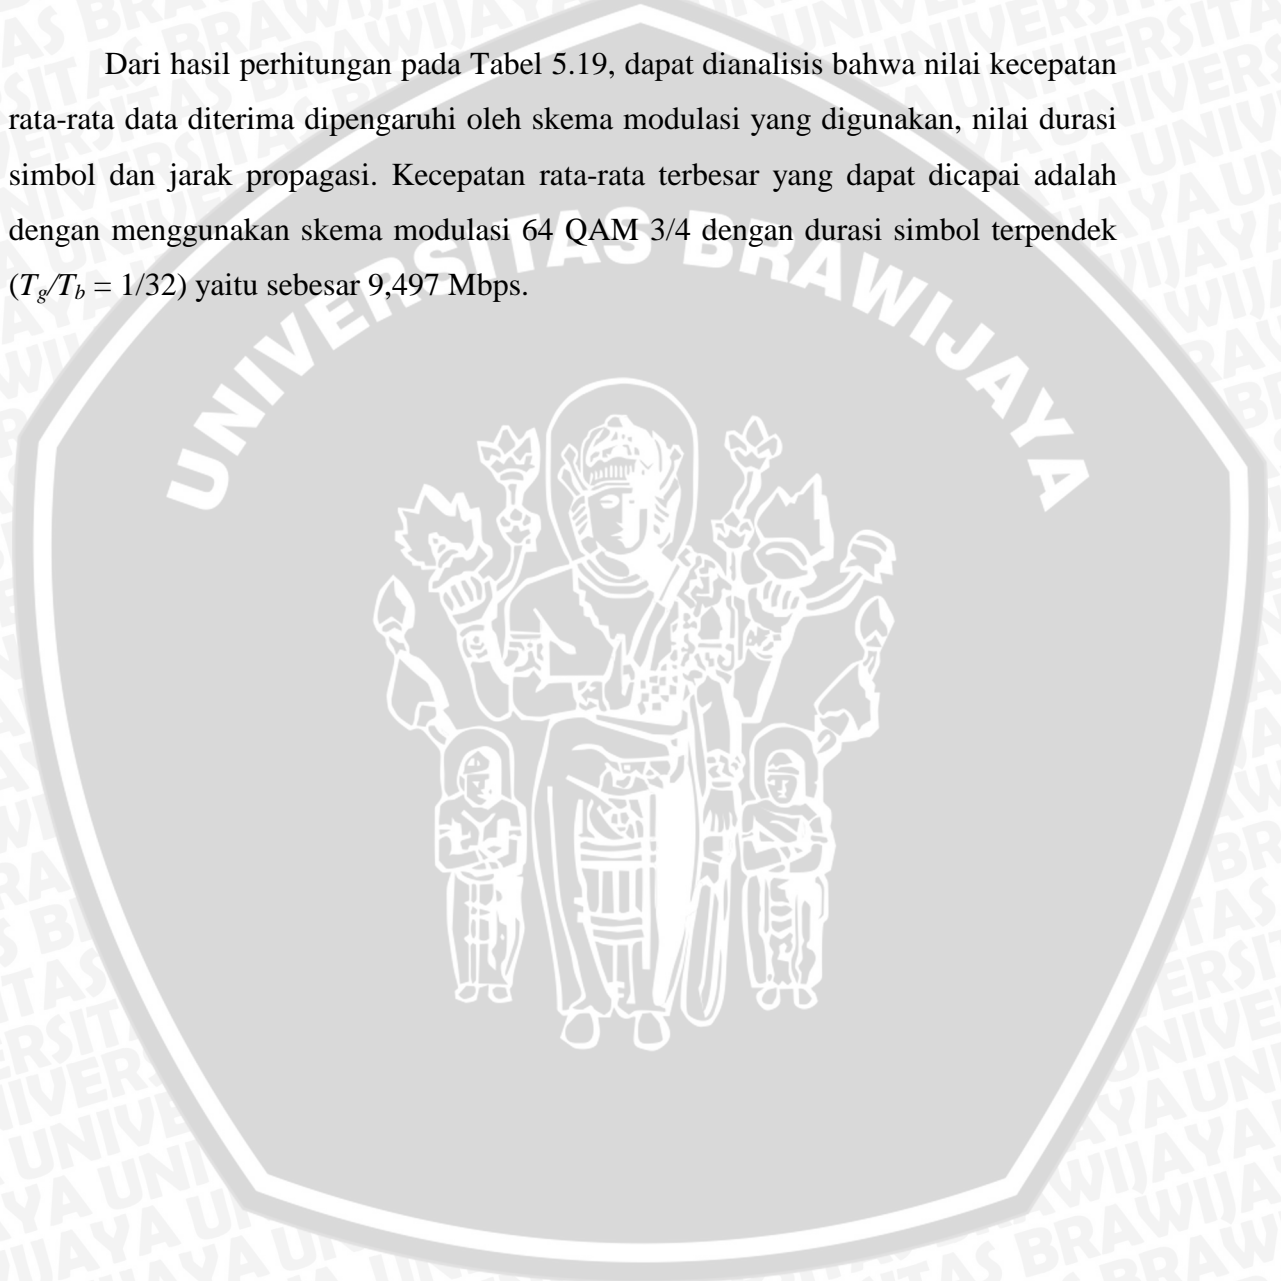 Dari hasil perhitungan pada Tabel 5.19, dapat dianalisis bahwa nilai kecepatan
rata-rata data diterima dipengaruhi oleh skema modulasi yang digunakan, nilai durasi
simbol dan jarak propagasi. Kecepatan rata-rata terbesar yang dapat dicapai adalah
dengan menggunakan skema modulasi 64 QAM 3/4 dengan durasi simbol terpendek
(Tg/Tb = 1/32) yaitu sebesar 9,497 Mbps.
UNIVERSITAS BRAWIJAYA